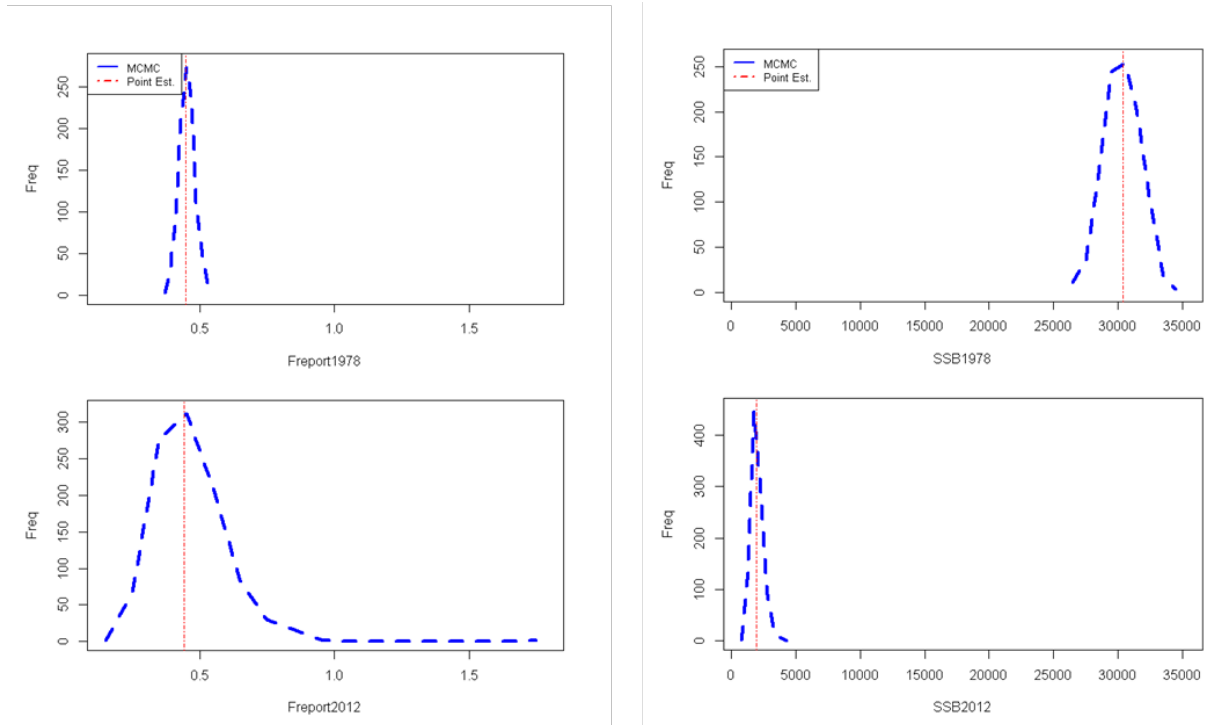 MCMC
Point Est.
Freq
0 50 100 150 200 250
0.5 1.0 1.5
Freport1978
MCMC
Point Est.
Freq
0 50 100 150 200 250
0 5000 10000 15000 20000 25000 30000 35000
SSB1978
Freq
0 50 100 150 200 250 300
0.5 1.0 1.5
Freport2012
Freq
0 100 200 300 400
0 5000 10000 15000 20000 25000 30000 35000
SSB2012